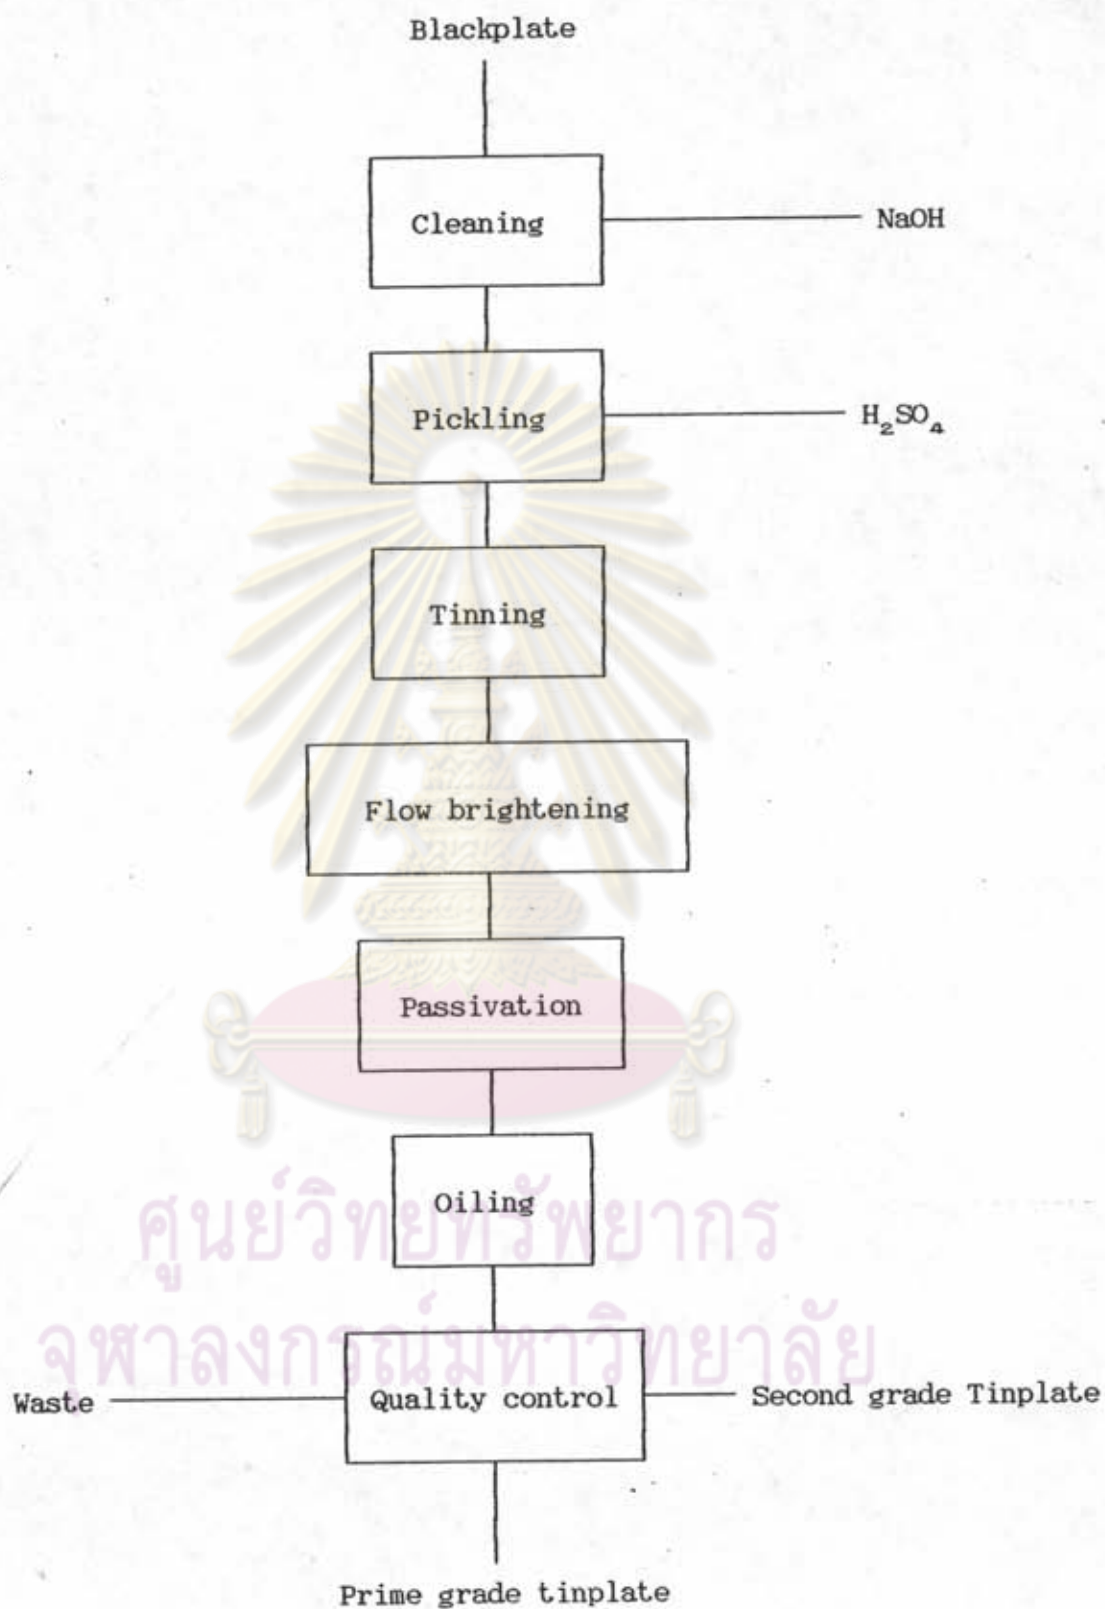 Blackplate
Cleaning
NaOH
Pickling
H₂SO₄
Tinning
Flow brightening
Passivation
Oiling
ศูนย์วิทยทรัพยากร
จุฬาลงกรณ์มหาวิทยาลัย
Waste
Quality control
Second grade Tinplate
Prime grade tinplate